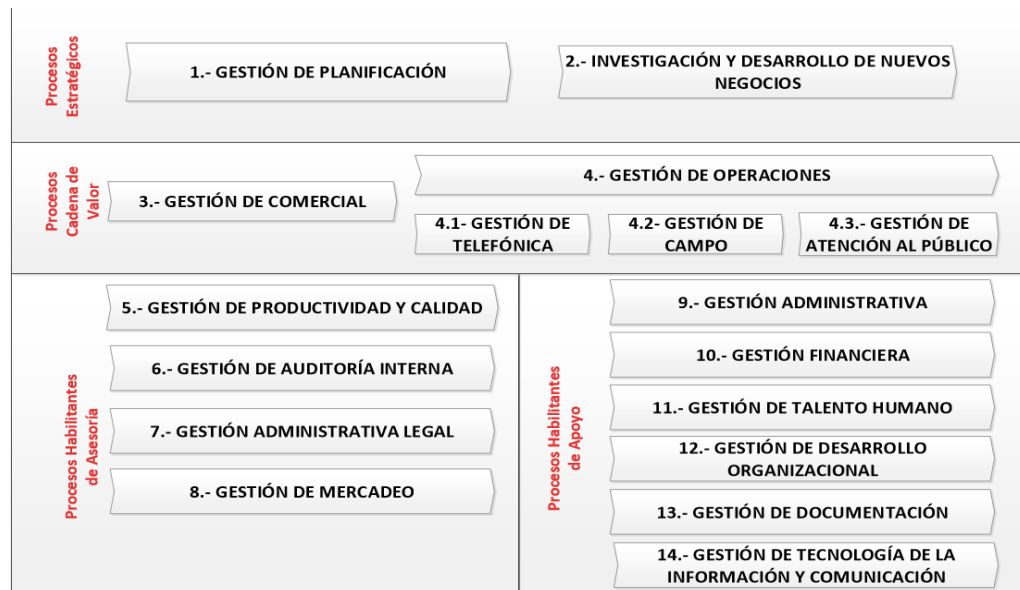 Procesos
Estratégicos
1.- GESTIÓN DE PLANIFICACIÓN
2.- INVESTIGACIÓN Y DESARROLLO DE NUEVOS
NEGOCIOS
Procesos
Cadena de
Valor
3.- GESTIÓN DE COMERCIAL
4.- GESTIÓN DE OPERACIONES
4.1- GESTIÓN DE
TELEFÓNICA
4.2- GESTIÓN DE
CAMPO
4.3.- GESTIÓN DE
ATENCIÓN AL PÚBLICO
Procesos Habilitantes
de Asesoría
5.- GESTIÓN DE PRODUCTIVIDAD Y CALIDAD
6.- GESTIÓN DE AUDITORÍA INTERNA
7.- GESTIÓN ADMINISTRATIVA LEGAL
8.- GESTIÓN DE MERCADEO
Procesos Habilitantes
de Apoyo
9.- GESTIÓN ADMINISTRATIVA
10.- GESTIÓN FINANCIERA
11.- GESTIÓN DE TALENTO HUMANO
12.- GESTIÓN DE DESARROLLO
ORGANIZACIONAL
13.- GESTIÓN DE DOCUMENTACIÓN
14.- GESTIÓN DE TECNOLOGÍA DE LA
INFORMACIÓN Y COMUNICACIÓN